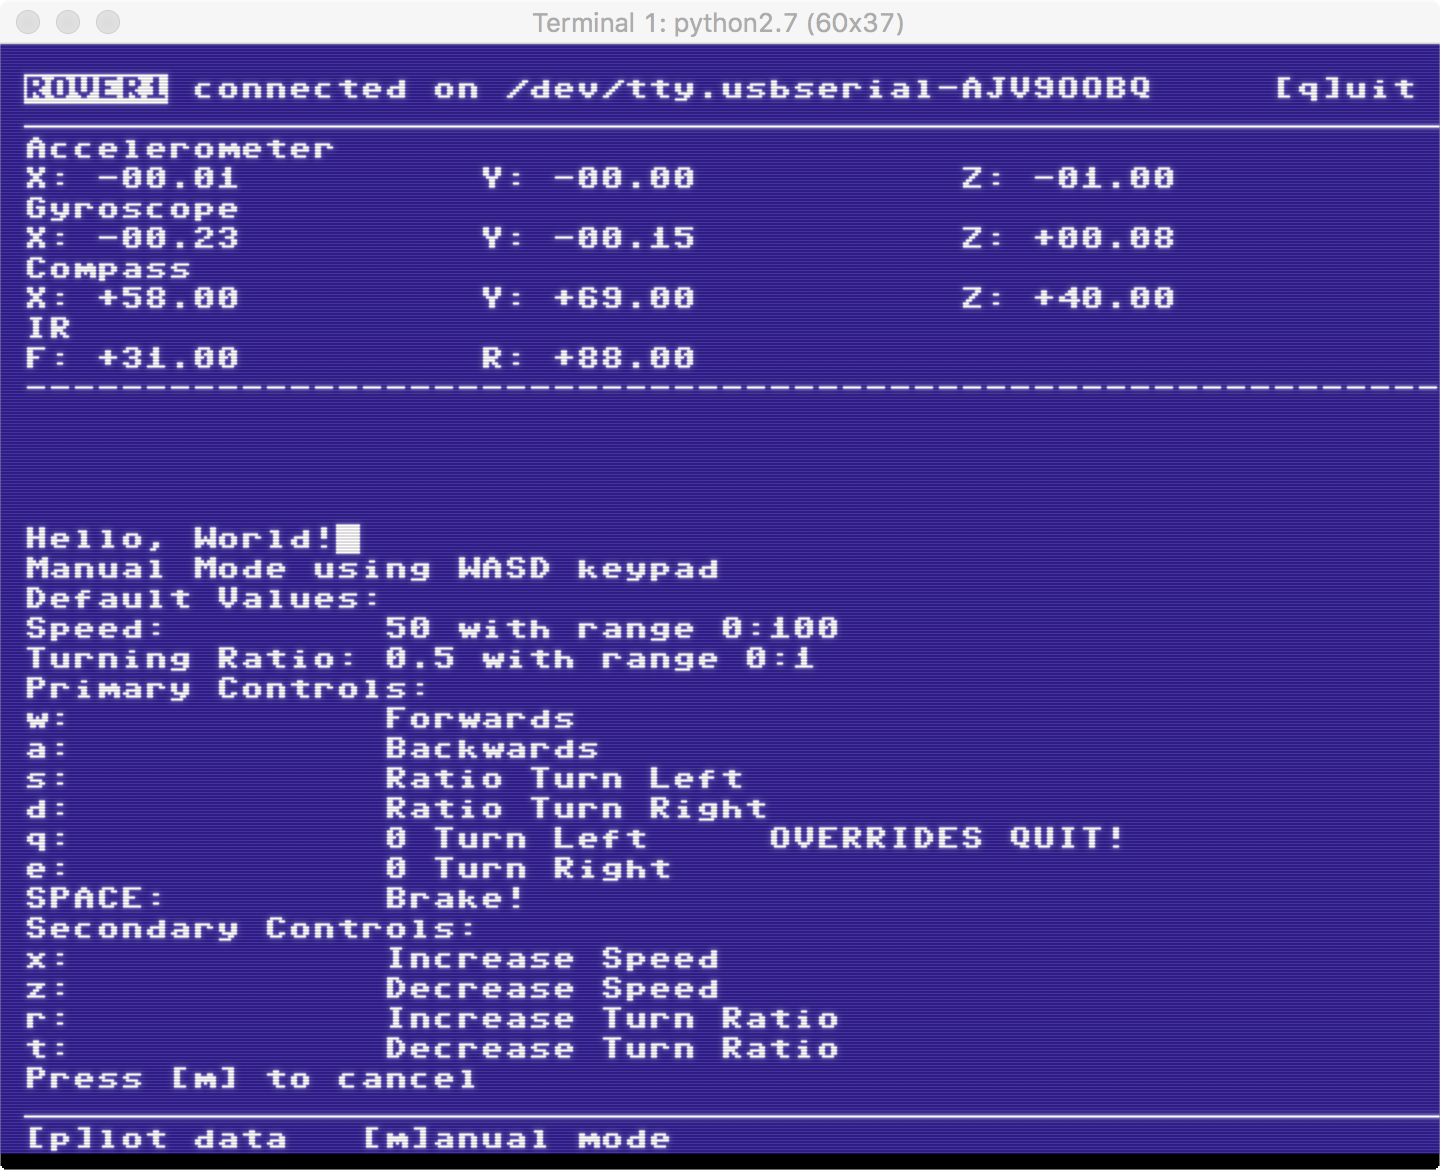 Terminal 1: python2.7 (60x37)
ROVER1 connected on /dev/tty.usbserial-AJV9OOBQ [q]uit
Accelerometer
X: -00.01 Y: -00.00 Z: -01.00
Gyroscope
X: -00.23 Y: -00.15 Z: +00.08
Compass
X: +58.00 Y: +69.00 Z: +40.00
IR
F: +31.00 R: +88.00
-----------------------------------------------------------
Hello, World!
Manual Mode using WASD keypad
Default Values:
Speed: 50 with range 0:100
Turning Ratio: 0.5 with range 0:1
Primary Controls:
w: Forwards
a: Backwards
s: Ratio Turn Left
d: Ratio Turn Right
q: 0 Turn Left OVERRIDES QUIT!
e: 0 Turn Right
SPACE: Brake!
Secondary Controls:
x: Increase Speed
z: Decrease Speed
r: Increase Turn Ratio
t: Decrease Turn Ratio
Press [m] to cancel
[p]lot data [m]anual mode